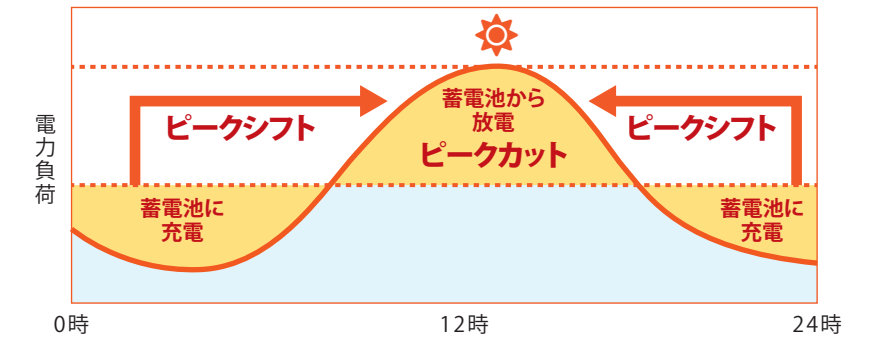 電力負荷
蓄電池から
放電
ピークカット
ピークシフト
ピークシフト
蓄電池に
充電
蓄電池に
充電
0時
12時
24時